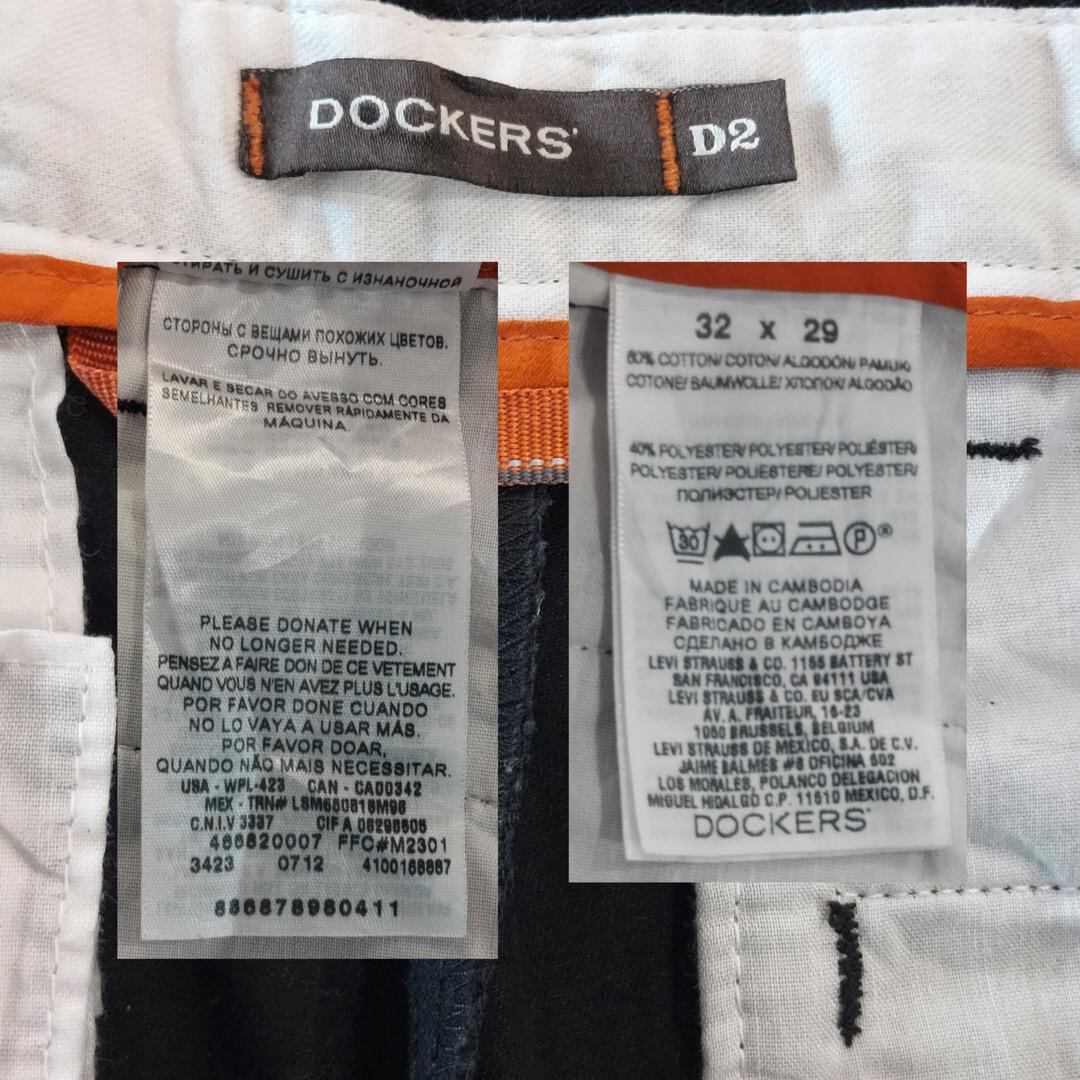 DOCKERS®
D2
СТИРАТЬ И СУШИТЬ С ИЗНАНОЧНОЙ
СТОРОНЫ С ВЕЩАМИ ПОХОЖИХ ЦВЕТОВ.
СРОЧНО ВЫНУТЬ.
LAVAR E SECAR DO AVESSO COM CORES
SEMELHANTES REMOVER RÁPIDAMENTE DA
MÁQUINA.
PLEASE DONATE WHEN
NO LONGER NEEDED.
PENSEZ A FAIRE DON DE CE VETEMENT
QUAND VOUS N'EN AVEZ PLUS L'USAGE.
POR FAVOR DONE CUANDO
NO LO VAYA A USAR MÁS.
POR FAVOR DOAR,
QUANDO NÃO MAIS NECESSITAR.
USA - WPL-423 CAN - CA00342
MEX - TRN# LSM650818M96
C.N.I.V 3337 CIF A 08296505
466820007 FFC#M2301
3423 0712 4100168887
886878980411
32 X 29
60% COTTON/ COTON/ ALGODÓN/ PAMUK/
COTONE/ BAUMWOLLE/ ХЛОПОК/ ALGODÃO
40% POLYESTER/ POLYESTER/ POLIÉSTER/
POLYESTER/ POLIESTERE/ POLYESTER/
ПОЛИЭСТЕР/ POLIESTER
30 P®
MADE IN CAMBODIA
FABRIQUE AU CAMBODGE
FABRICADO EN CAMBOYA
СДЕЛАНО В КАМБОДЖЕ
LEVI STRAUSS & CO. 1155 BATTERY ST
SAN FRANCISCO, CA 94111 USA
LEVI STRAUSS & CO. EU SCA/CVA
AV. A. FRAITEUR, 15-23
1050 BRUSSELS, BELGIUM
LEVI STRAUSS DE MEXICO, S.A. DE C.V.
JAIME BALMES #8 OFICINA 602
LOS MORALES, POLANCO DELEGACION
MIGUEL HIDALGO C.P. 11510 MEXICO, D.F.
DOCKERS®